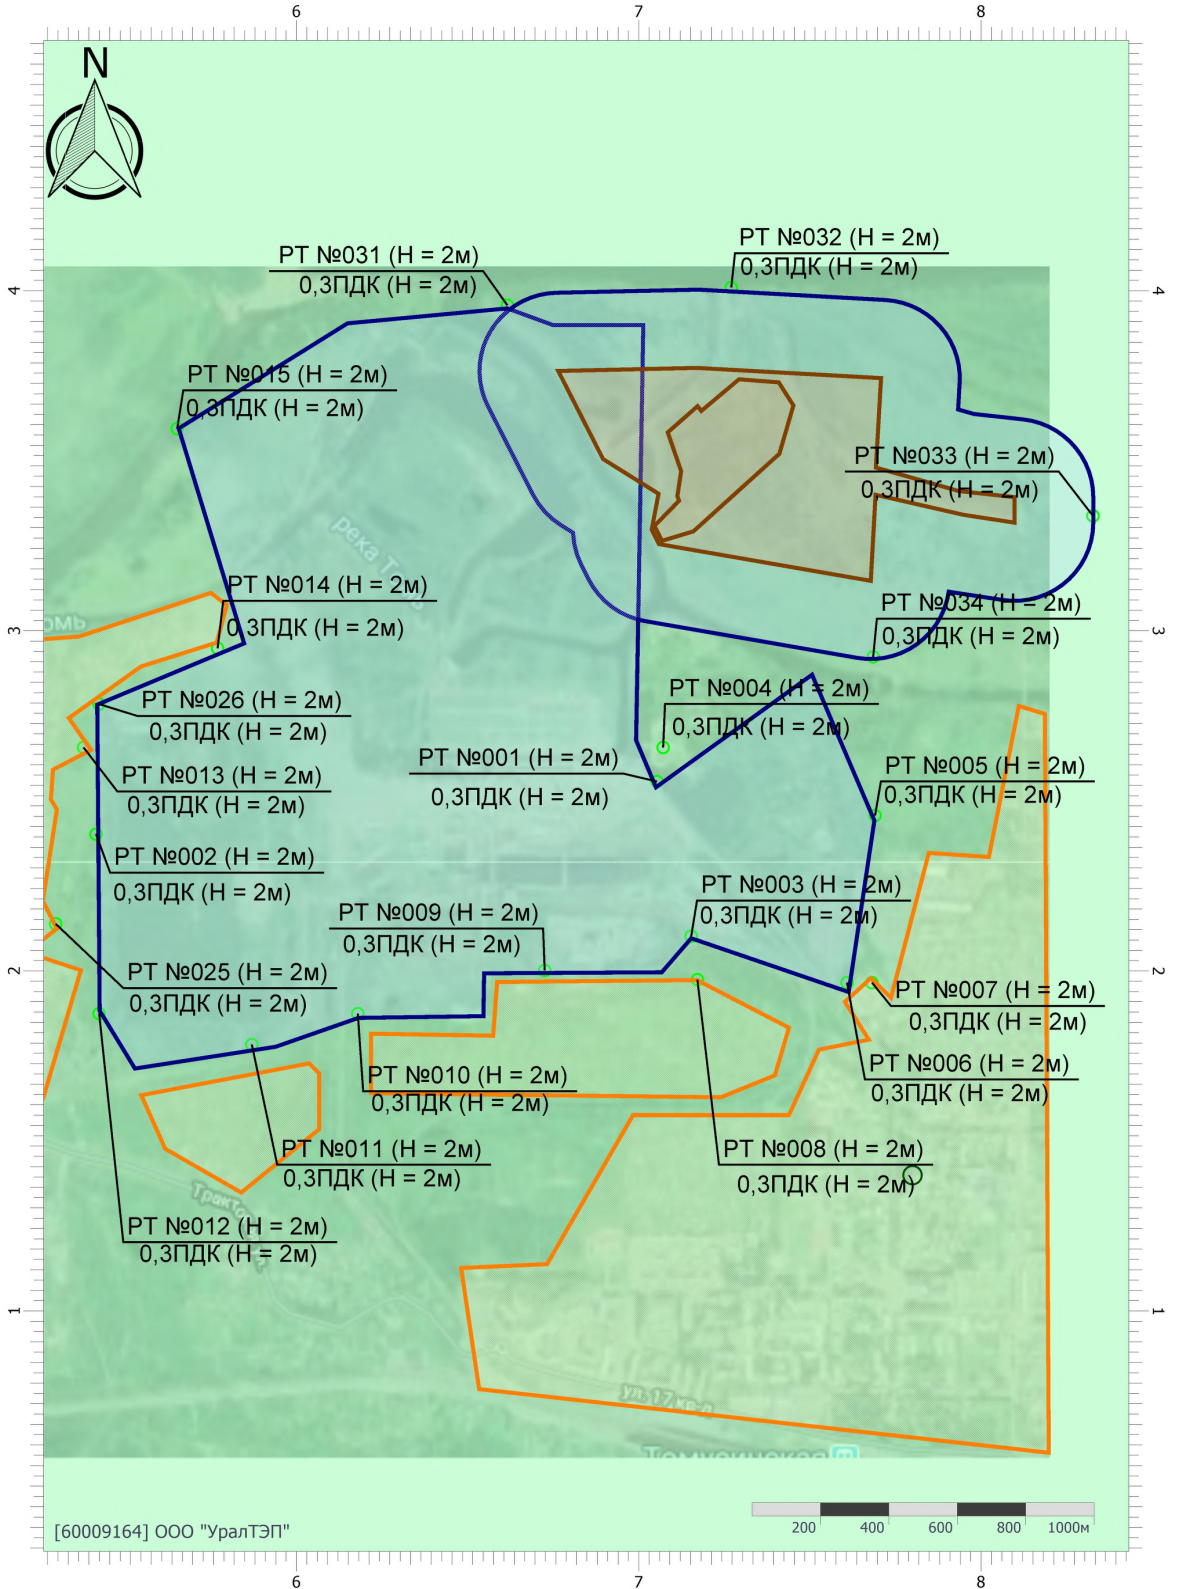 6 7 8
N
4 4
РТ №032 (Н = 2м)
0,3ПДК (Н = 2м)
РТ №031 (Н = 2м)
0,3ПДК (Н = 2м)
РТ №015 (Н = 2м)
0,3ПДК (Н = 2м)
РТ №033 (Н = 2м)
0,3ПДК (Н = 2м)
река Томь
РТ №014 (Н = 2м)
0,3ПДК (Н = 2м)
РТ №034 (Н = 2м)
0,3ПДК (Н = 2м)
3 3
РТ №026 (Н = 2м)
0,3ПДК (Н = 2м)
РТ №004 (Н = 2м)
0,3ПДК (Н = 2м)
РТ №001 (Н = 2м)
0,3ПДК (Н = 2м)
РТ №013 (Н = 2м)
0,3ПДК (Н = 2м)
РТ №005 (Н = 2м)
0,3ПДК (Н = 2м)
РТ №002 (Н = 2м)
0,3ПДК (Н = 2м)
РТ №003 (Н = 2м)
0,3ПДК (Н = 2м)
РТ №009 (Н = 2м)
0,3ПДК (Н = 2м)
2 2
РТ №025 (Н = 2м)
0,3ПДК (Н = 2м)
РТ №007 (Н = 2м)
0,3ПДК (Н = 2м)
РТ №006 (Н = 2м)
0,3ПДК (Н = 2м)
РТ №010 (Н = 2м)
0,3ПДК (Н = 2м)
РТ №011 (Н = 2м)
0,3ПДК (Н = 2м)
РТ №008 (Н = 2м)
0,3ПДК (Н = 2м)
РТ №012 (Н = 2м)
0,3ПДК (Н = 2м)
1 1
ул. 17 кв-л
Томусинская
200 400 600 800 1000м
[60009164] ООО "УралТЭП"
6 7 8